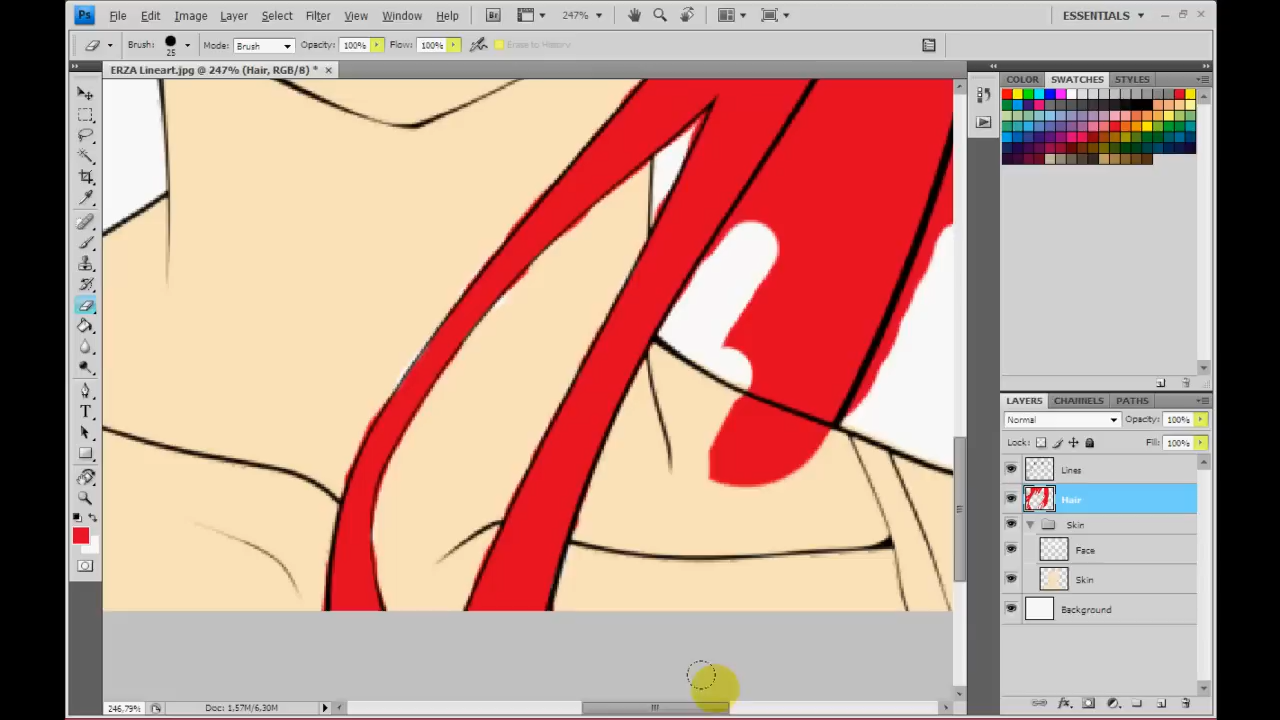 Ps File Edit Image Layer Select Filter View Window Help Br 247% ESSENTIALS
Brush: 25 Mode: Brush Opacity: 100% Flow: 100% Erase to History
ERZA Lineart.jpg @ 247% (Hair, RGB/8) *
COLOR SWATCHES STYLES
LAYERS CHANNELS PATHS
Normal Opacity: 100%
Lock: Fill: 100%
Lines
Hair
Skin
Face
Skin
Background
246,79% Doc: 1,57M/6,30M